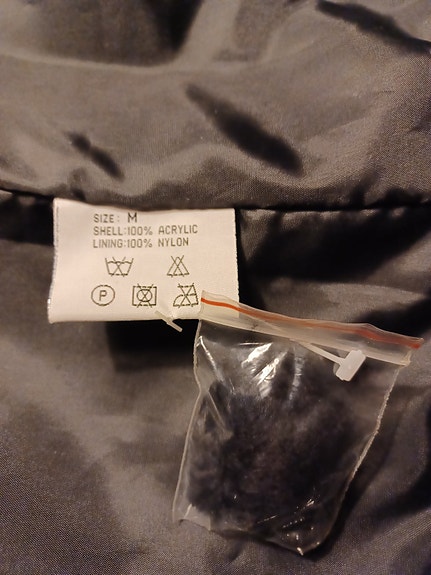 SIZE: M
SHELL:100% ACRYLIC
LINING:100% NYLON
P